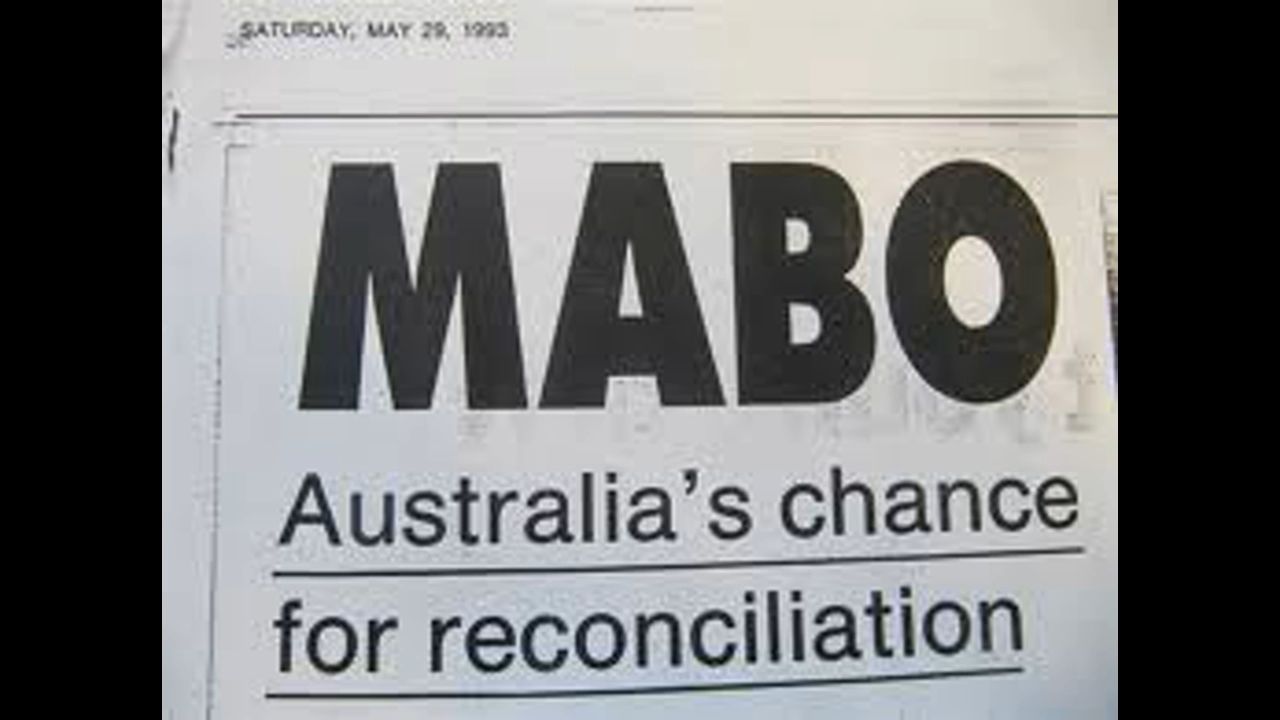 SATURDAY, MAY 29, 1993
MABO
Australia's chance
for reconciliation